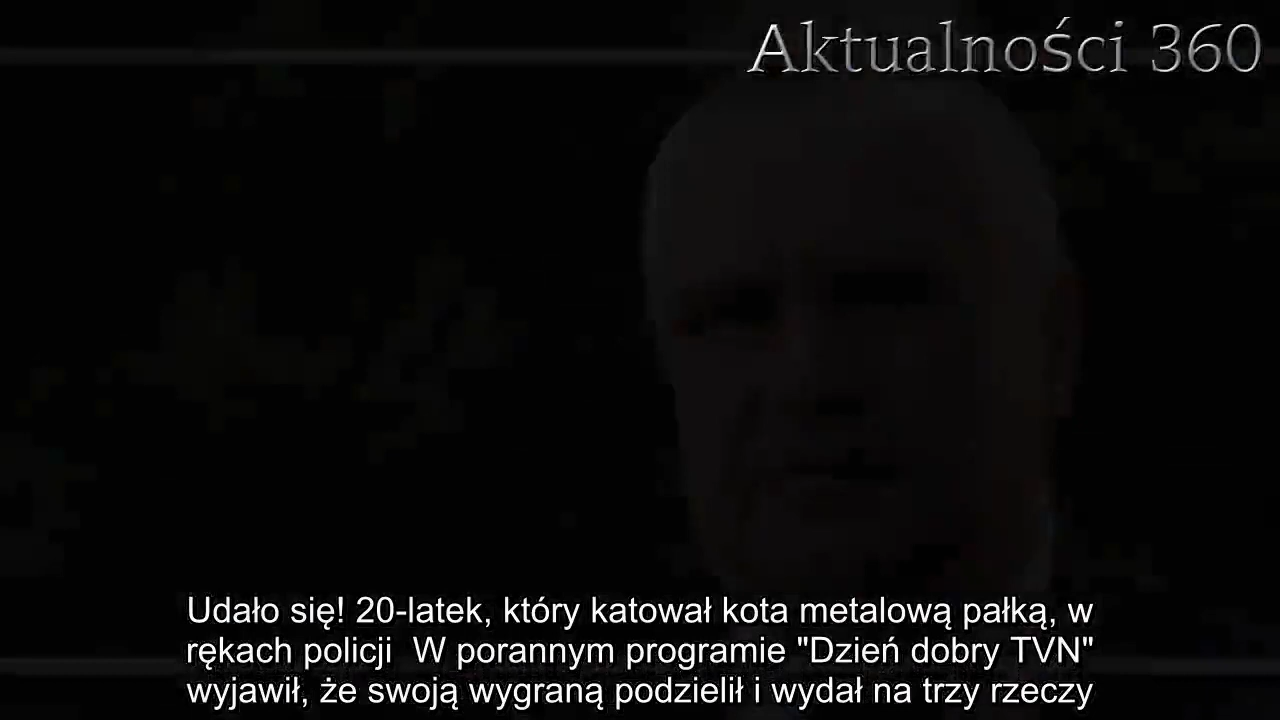 Aktualności 360
Udało się! 20-latek, który katował kota metalową pałką, w
rękach policji  W porannym programie "Dzień dobry TVN"
wyjawił, że swoją wygraną podzielił i wydał na trzy rzeczy